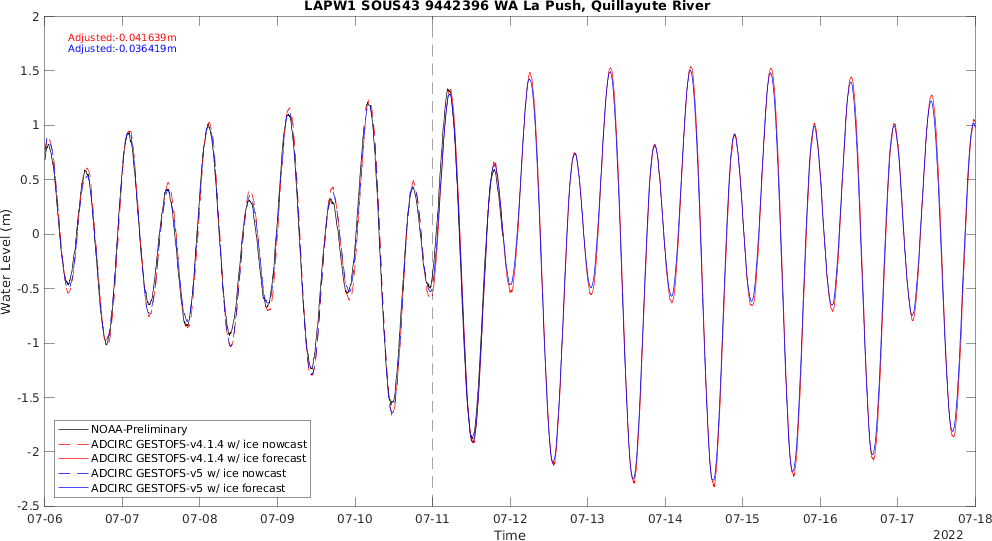 LAPW1 SOUS43 9442396 WA La Push, Quillayute River
Adjusted:-0.041639m
Adjusted:-0.036419m
2
1.5
1
0.5
0
-0.5
-1
-1.5
-2
-2.5
Water Level (m)
NOAA-Preliminary
ADCIRC GESTOFS-v4.1.4 w/ ice nowcast
ADCIRC GESTOFS-v4.1.4 w/ ice forecast
ADCIRC GESTOFS-v5 w/ ice nowcast
ADCIRC GESTOFS-v5 w/ ice forecast
07-06 07-07 07-08 07-09 07-10 07-11 07-12 07-13 07-14 07-15 07-16 07-17 07-18
Time
2022